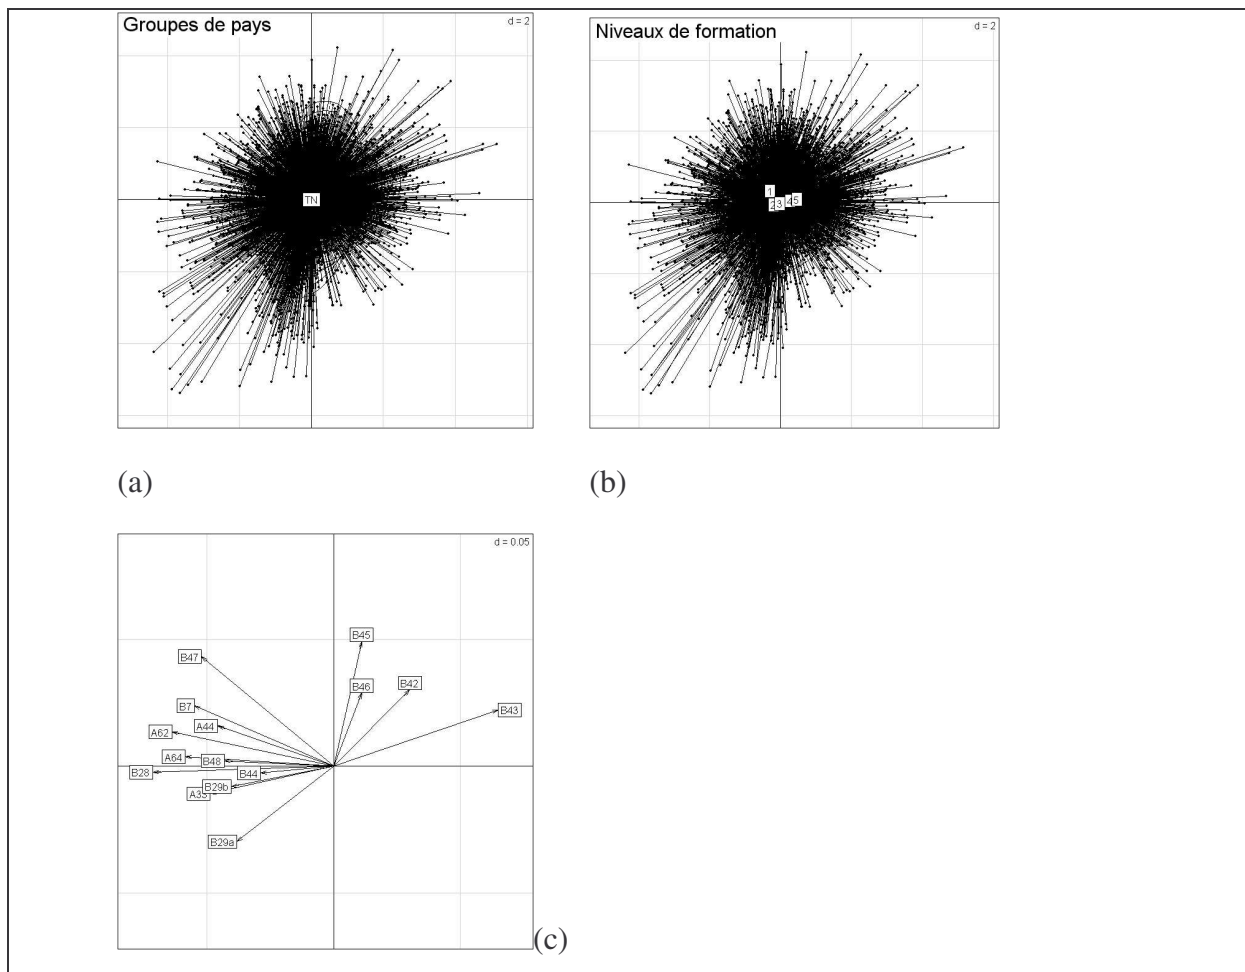 Groupes de pays
d = 2
TN
Niveaux de formation
d = 2
1
2
3
4
5
(a)
(b)
d = 0.05
B45
B47
B46
B42
B7
B43
A44
A62
A64
B48
B28
B44
B29b
B29a
(c)